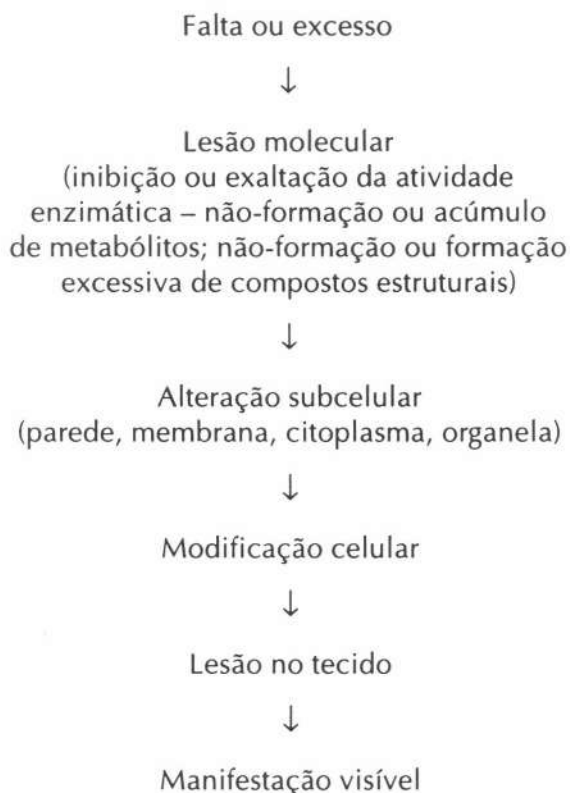 Falta ou excesso
↓
Lesão molecular
(inibição ou exaltação da atividade
enzimática – não-formação ou acúmulo
de metabólitos; não-formação ou formação
excessiva de compostos estruturais)
↓
Alteração subcelular
(parede, membrana, citoplasma, organela)
↓
Modificação celular
↓
Lesão no tecido
↓
Manifestação visível